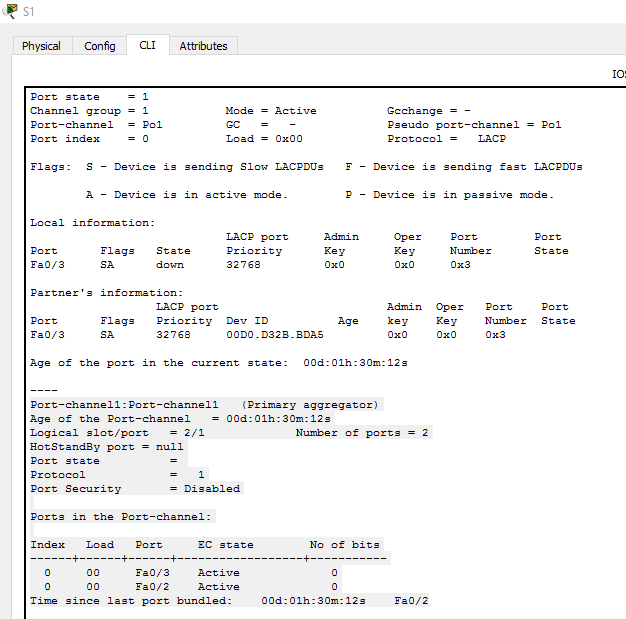 S1
Physical Config CLI Attributes
IOS
Port state    = 1
Channel group = 1           Mode = Active          Gcchange = -
Port-channel  = Po1         GC   =   -             Pseudo port-channel = Po1
Port index    = 0           Load = 0x00            Protocol =   LACP
Flags:  S - Device is sending Slow LACPDUs   F - Device is sending fast LACPDUs
        A - Device is in active mode.        P - Device is in passive mode.
Local information:
                            LACP port     Admin     Oper    Port        Port
Port      Flags   State     Priority      Key       Key     Number      State
Fa0/3     SA      down      32768         0x0       0x0     0x3
Partner's information:
                  LACP port                        Admin  Oper   Port    Port
Port      Flags   Priority  Dev ID          Age    key    Key    Number  State
Fa0/3     SA      32768     00D0.D32B.BDA5         0x0    0x0    0x3
Age of the port in the current state:  00d:01h:30m:12s
----
Port-channel1:Port-channel1   (Primary aggregator)
Age of the Port-channel   = 00d:01h:30m:12s
Logical slot/port   = 2/1             Number of ports = 2
HotStandBy port = null
Port state          =
Protocol            =   1
Port Security       = Disabled
Ports in the Port-channel:
Index   Load   Port     EC state        No of bits
------+------+------+------------------+-----------
  0     00     Fa0/3    Active             0
  0     00     Fa0/2    Active             0
Time since last port bundled:    00d:01h:30m:12s    Fa0/2